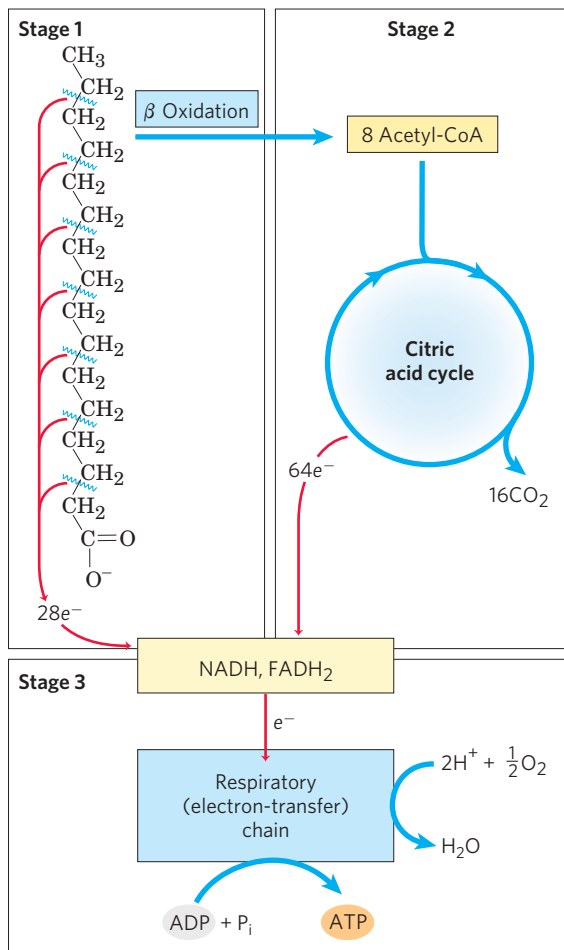 Stage 1
CH₃
CH₂
CH₂
CH₂
CH₂
CH₂
CH₂
CH₂
CH₂
CH₂
CH₂
CH₂
CH₂
CH₂
CH₂
C=O
O⁻
28e⁻
β Oxidation
Stage 2
8 Acetyl-CoA
Citric
acid cycle
64e⁻
16CO₂
NADH, FADH₂
Stage 3
e⁻
Respiratory
(electron-transfer)
chain
2H⁺ + ½O₂
H₂O
ADP + Pᵢ
ATP